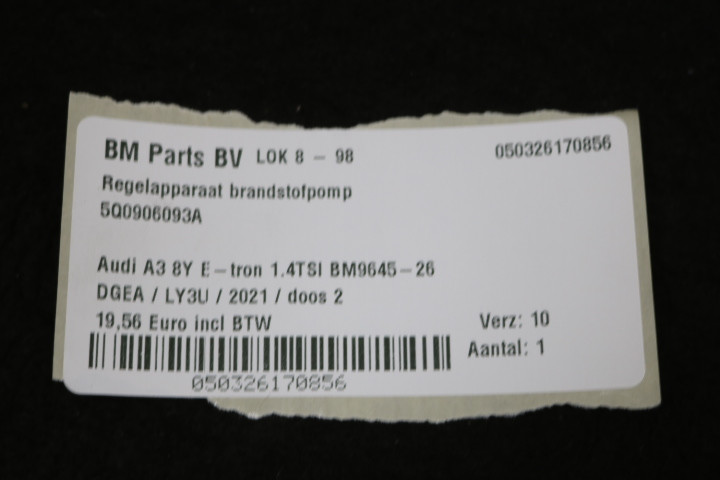 BM Parts BV LOK 8 - 98 050326170856
Regelapparaat brandstofpomp
5Q0906093A
Audi A3 8Y E-tron 1.4TSI BM9645-26
DGEA / LY3U / 2021 / doos 2
19,56 Euro incl BTW Verz: 10
Aantal: 1
050326170856